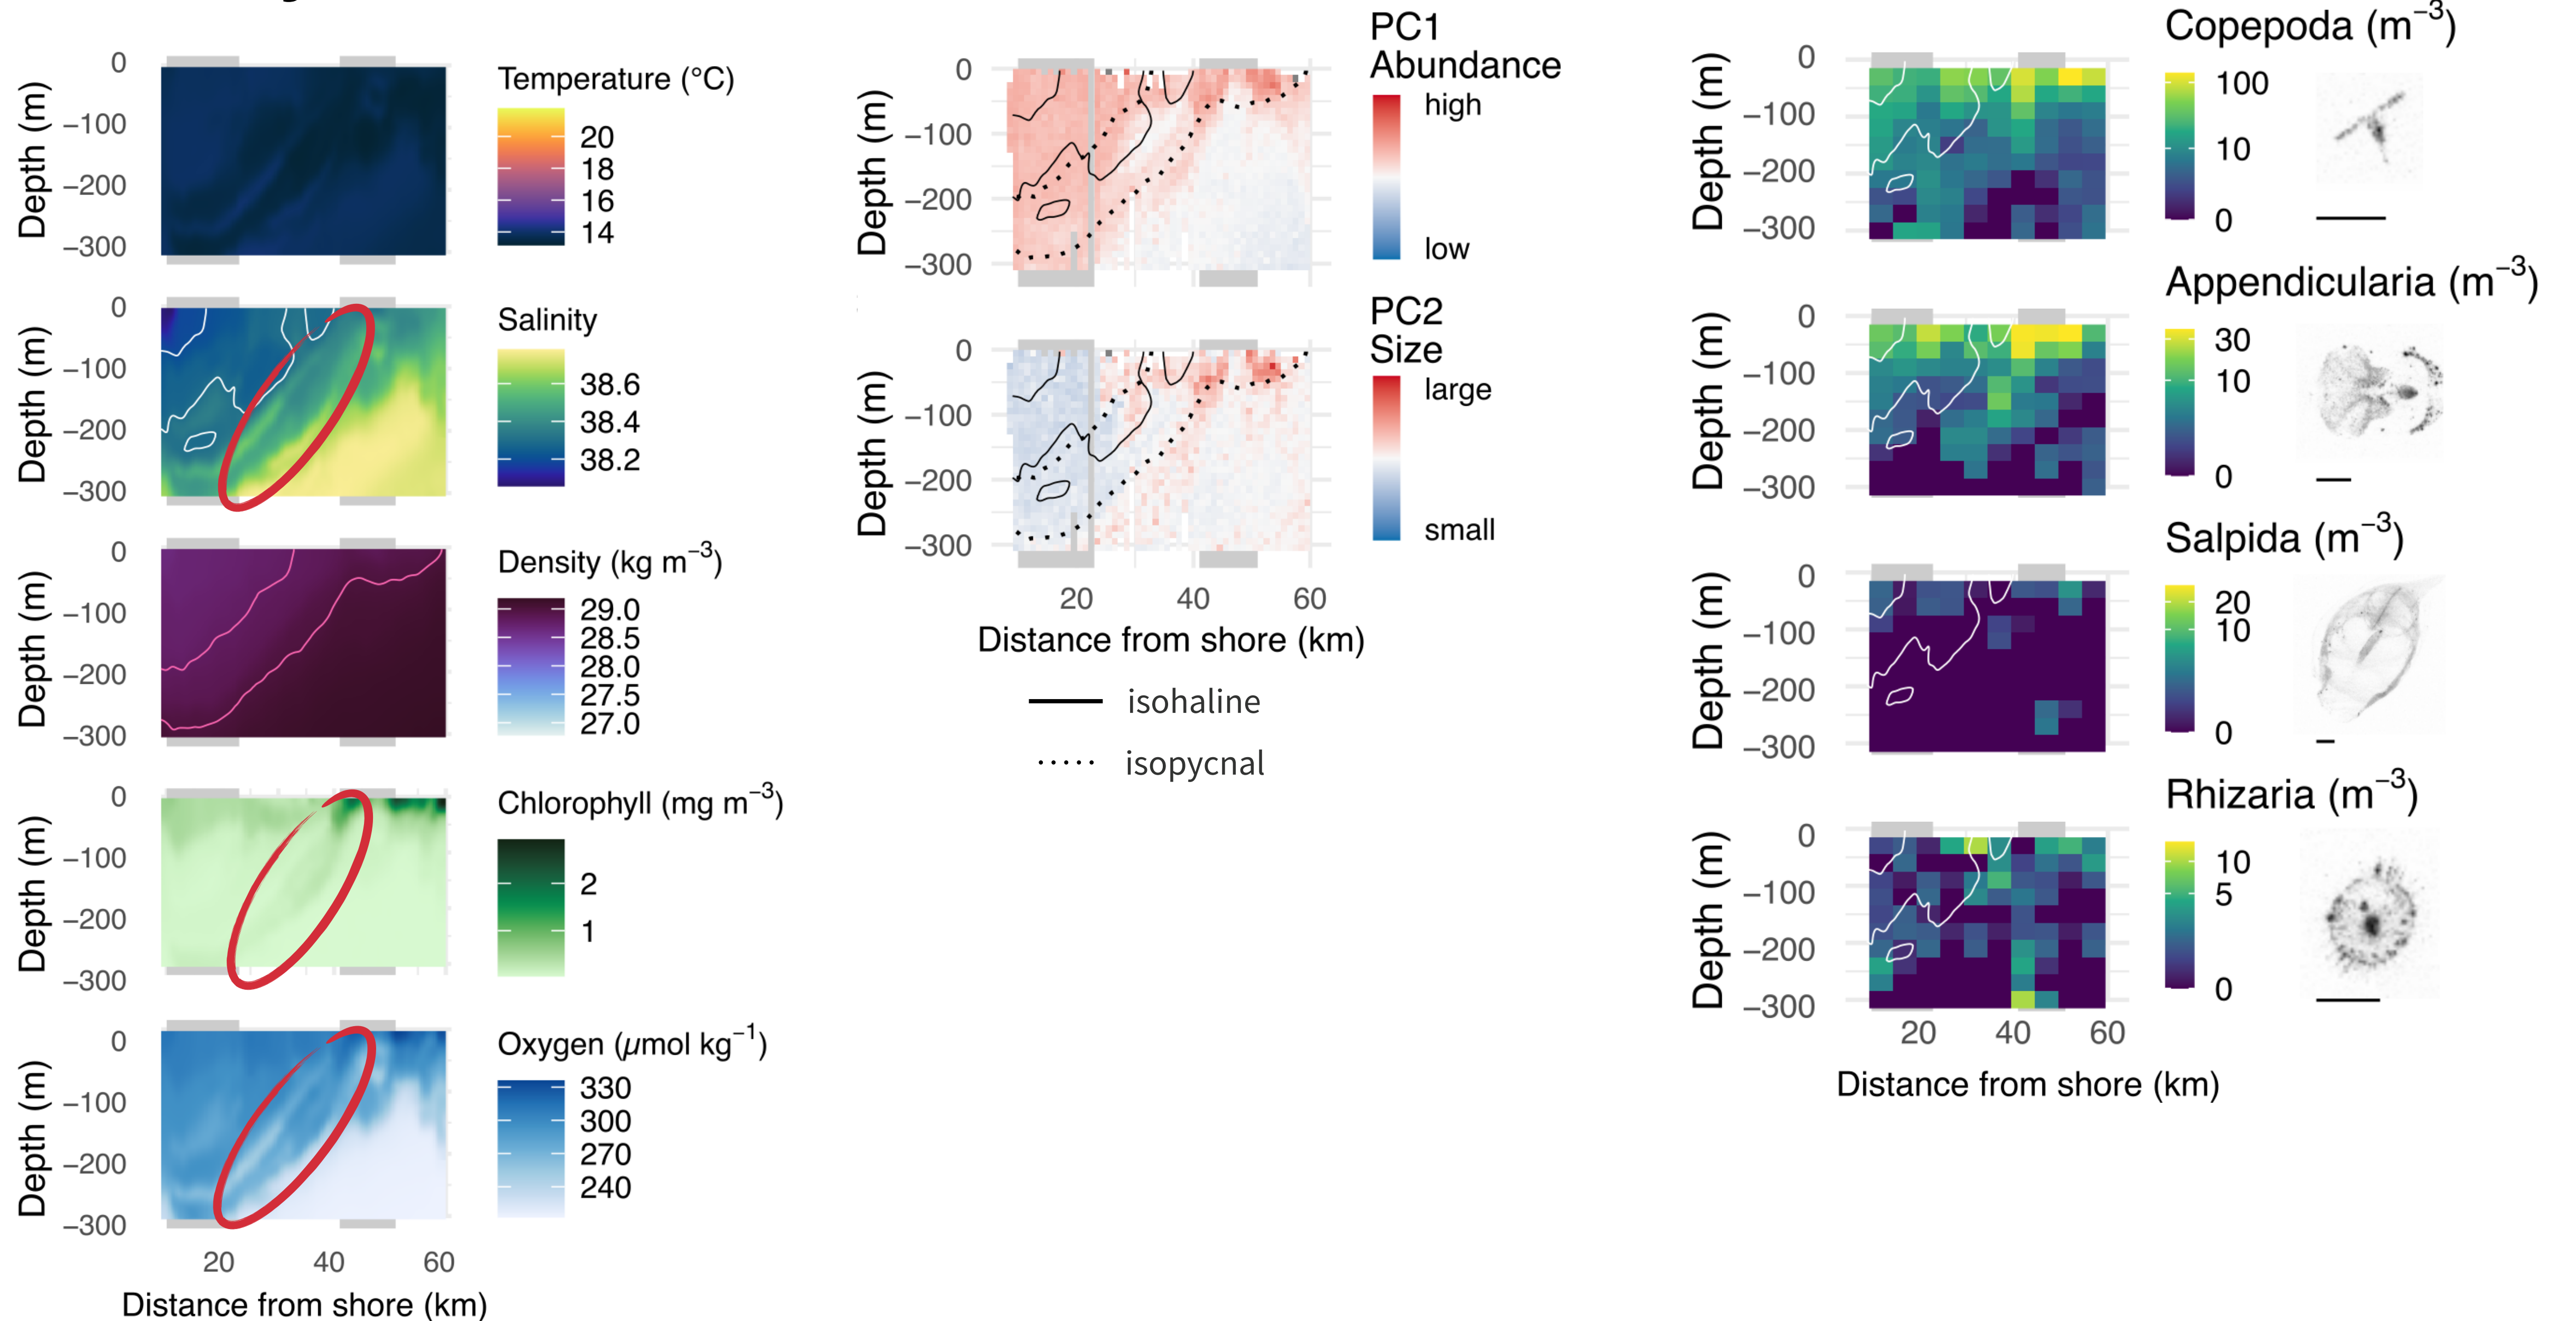 Temperature (°C)
Depth (m)
0
−100
−200
−300
20
18
16
14
Salinity
Depth (m)
0
−100
−200
−300
38.6
38.4
38.2
Density (kg m−3)
Depth (m)
0
−100
−200
−300
29.0
28.5
28.0
27.5
27.0
Chlorophyll (mg m−3)
Depth (m)
0
−100
−200
−300
2
1
Oxygen (µmol kg−1)
Depth (m)
0
−100
−200
−300
330
300
270
240
20 40 60
Distance from shore (km)
PC1
Abundance
high
low
Depth (m)
0
−100
−200
−300
PC2
Size
large
small
Depth (m)
0
−100
−200
−300
20 40 60
Distance from shore (km)
isohaline
isopycnal
Copepoda (m−3)
Depth (m)
0
−100
−200
−300
100
10
0
Appendicularia (m−3)
Depth (m)
0
−100
−200
−300
30
10
0
Salpida (m−3)
Depth (m)
0
−100
−200
−300
20
10
0
Rhizaria (m−3)
Depth (m)
0
−100
−200
−300
10
5
0
20 40 60
Distance from shore (km)